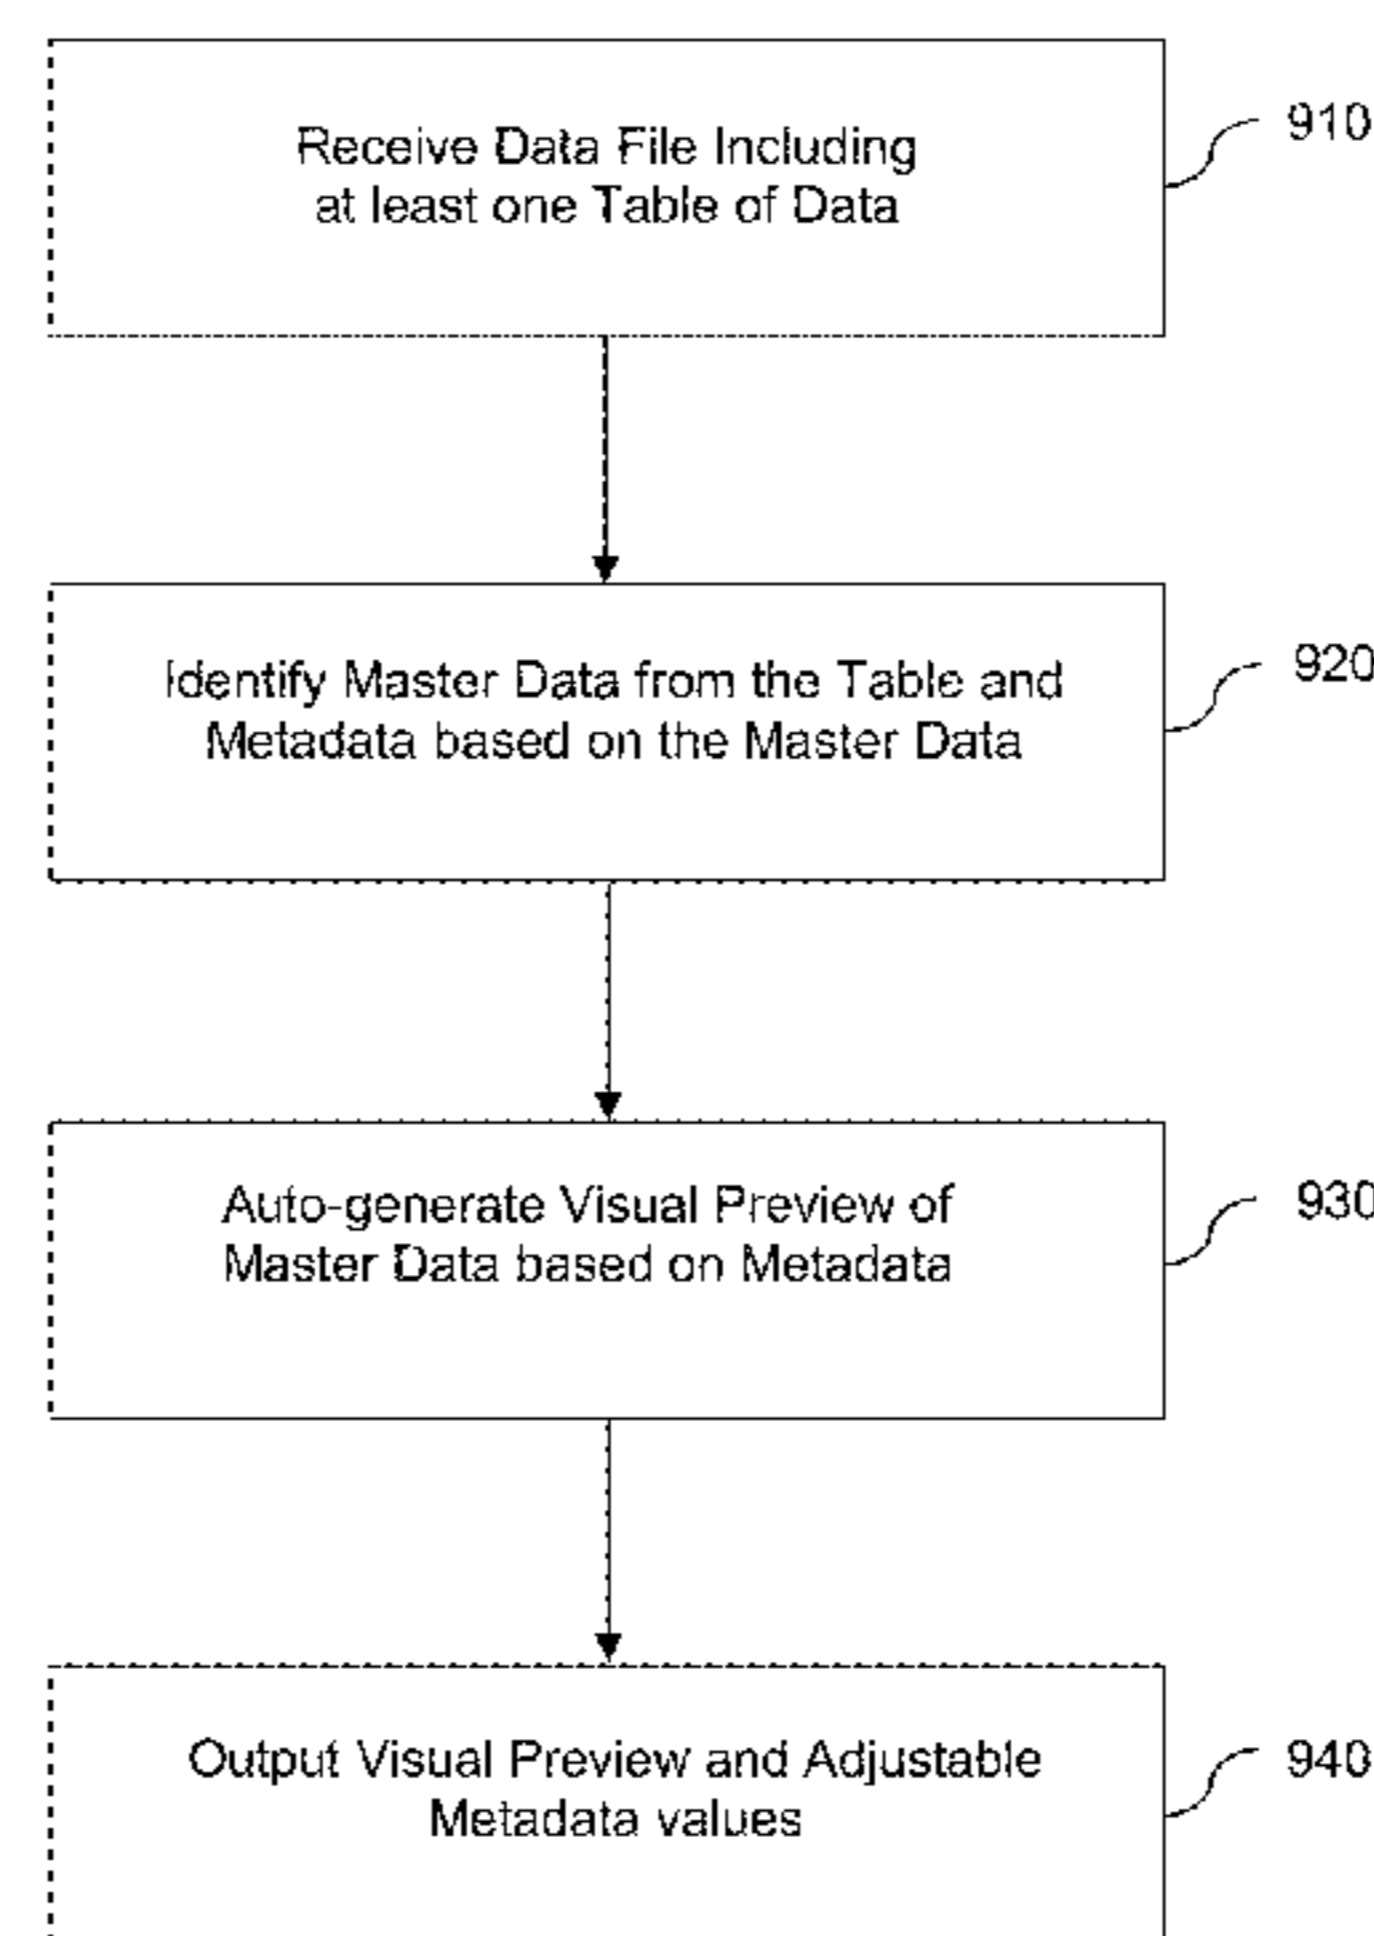 Receive Data File Including
at least one Table of Data
910
Identify Master Data from the Table and
Metadata based on the Master Data
920
Auto-generate Visual Preview of
Master Data based on Metadata
930
Output Visual Preview and Adjustable
Metadata values
940